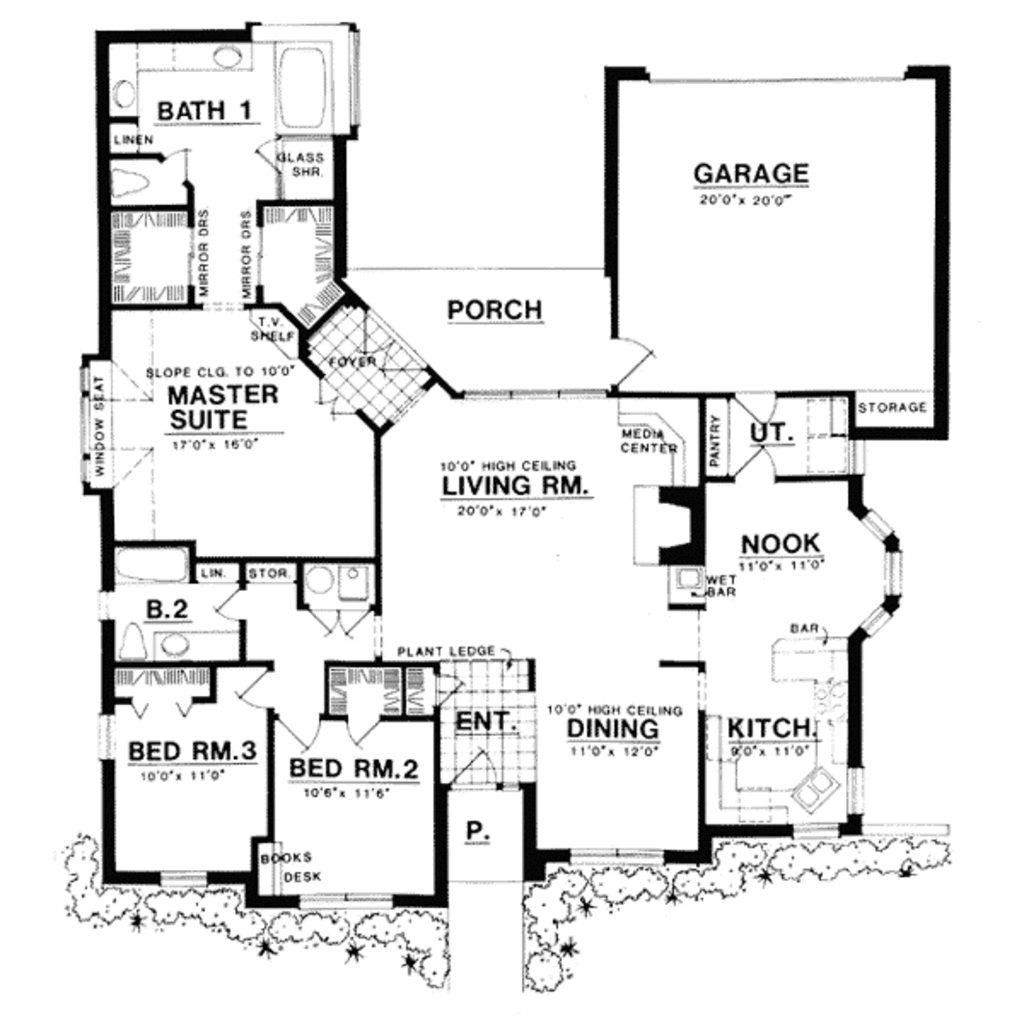 BATH 1
LINEN
GLASS
SHR.
MIRROR DRS.
MIRROR DRS.
GARAGE
20'0"x 20'0"
PORCH
T.V.
SHELF
FOYER
SLOPE CLG. TO 10'0"
MASTER
SUITE
17'0"x 16'0"
WINDOW SEAT
STORAGE
PANTRY
UT.
MEDIA
CENTER
10'0" HIGH CEILING
LIVING RM.
20'0"x 17'0"
NOOK
11'0"x 11'0"
WET
BAR
LIN.
STOR.
B.2
BAR
PLANT LEDGE
10'0" HIGH CEILING
DINING
11'0"x 12'0"
ENT.
KITCH.
9'0"x 11'0"
BED RM.3
10'0"x 11'0"
BED RM.2
10'6"x 11'6"
P.
BOOKS
DESK